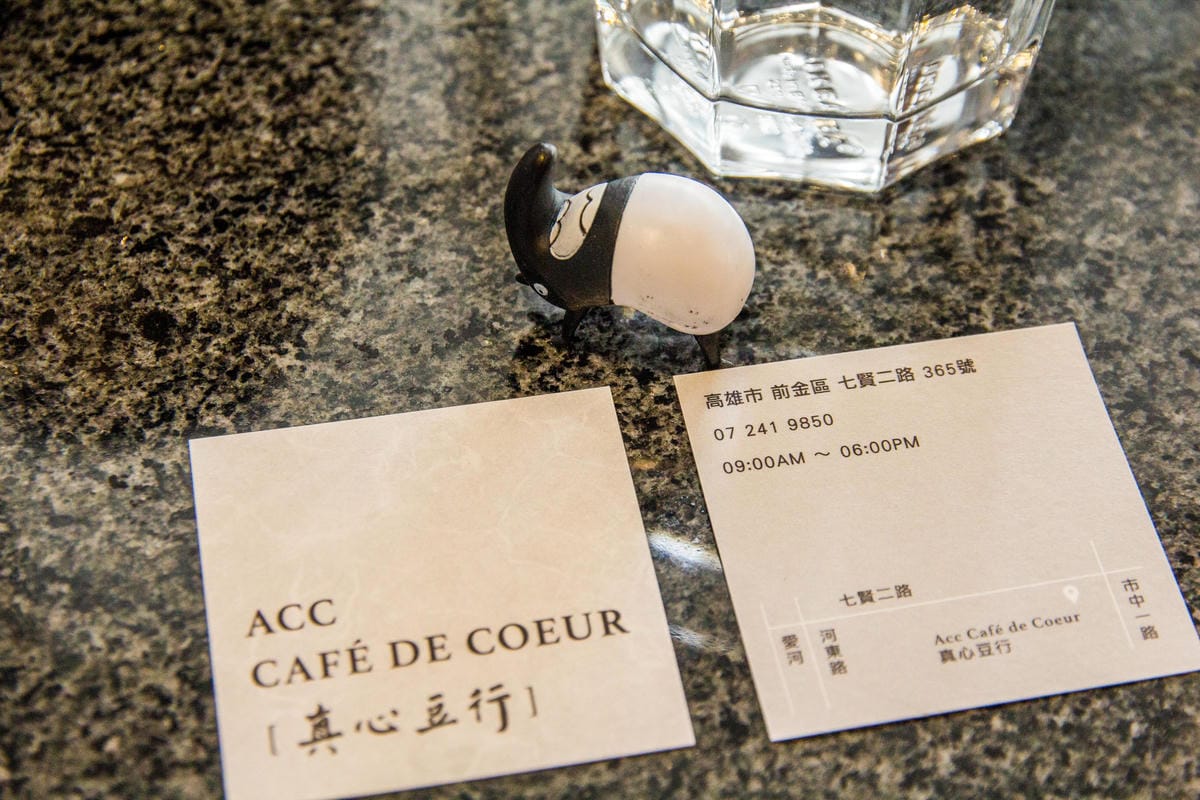 ACC
CAFÉ DE COEUR
[真心豆行]
高雄市 前金區 七賢二路 365號
07 241 9850
09:00AM ～ 06:00PM
七賢二路
愛河
河東路
Acc Café de Coeur
真心豆行
市中一路